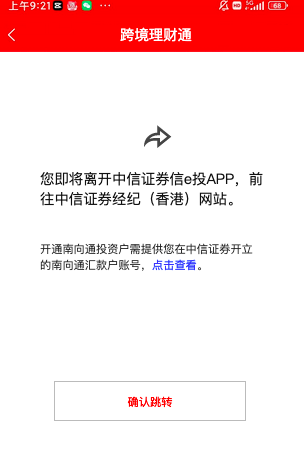 上午9:21 ···
5G 68
跨境理财通
您即将离开中信证券信e投APP，前
往中信证券经纪（香港）网站。
开通南向通投资户需提供您在中信证券开立
的南向通汇款户账号，点击查看。
确认跳转